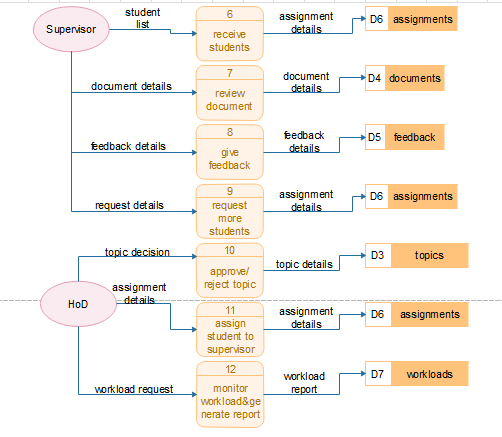 Supervisor
student
list
6
receive
students
assignment
details
D6 assignments
document details
7
review
document
document
details
D4 documents
feedback details
8
give
feedback
feedback
details
D5 feedback
request details
9
request
more
students
assignment
details
D6 assignments
topic decision
10
approve/
reject topic
topic details
D3 topics
HoD
assignment
details
11
assign
student to
supervisor
assignment
details
D6 assignments
workload request
12
monitor
workload&ge
nerate report
workload
report
D7 workloads